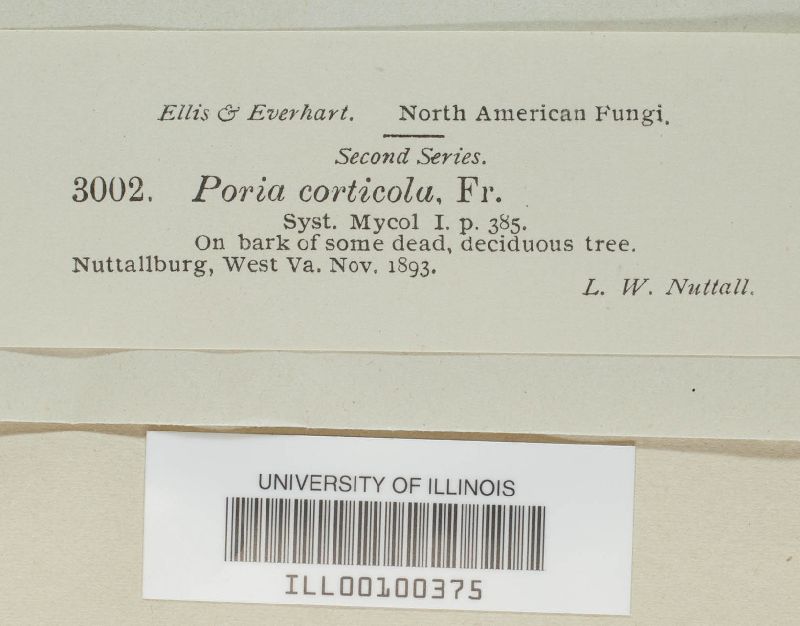 Ellis & Everhart. North American Fungi.
Second Series.
3002. Poria corticola, Fr.
Syst. Mycol I. p. 385.
On bark of some dead, deciduous tree.
Nuttallburg, West Va. Nov. 1893.
L. W. Nuttall.
UNIVERSITY OF ILLINOIS
ILL00100375